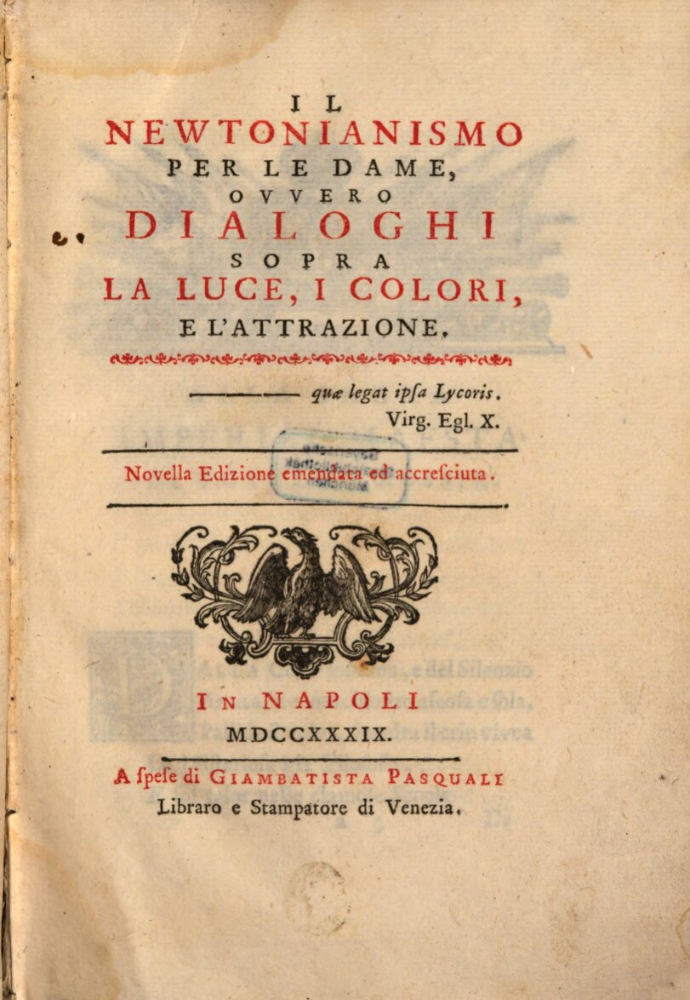 IL
NEWTONIANISMO
PER LE DAME,
OVVERO
DIALOGHI
SOPRA
LA LUCE, I COLORI,
E L'ATTRAZIONE.
quæ legat ipſa Lycoris.
Virg. Egl. X.
Novella Edizione emendata ed accreſciuta.
IN NAPOLI
MDCCXXXIX.
A ſpeſe di GIAMBATISTA PASQUALI
Libraro e Stampatore di Venezia.